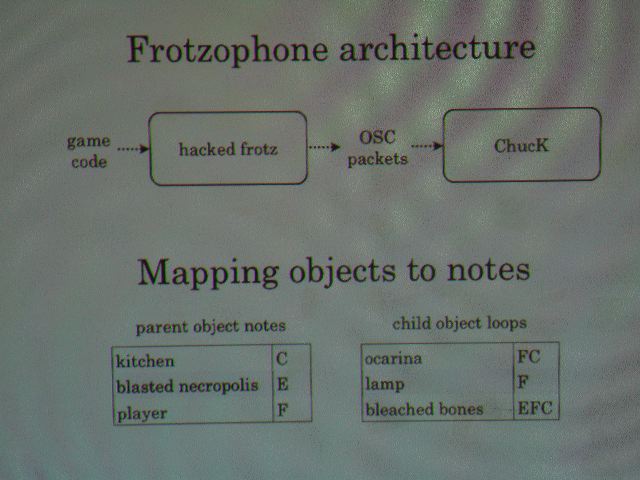 Frotzophone architecture
game
code
hacked frotz
OSC
packets
ChucK
Mapping objects to notes
parent object notes
kitchen C
blasted necropolis E
player F
child object loops
ocarina FC
lamp F
bleached bones EFC